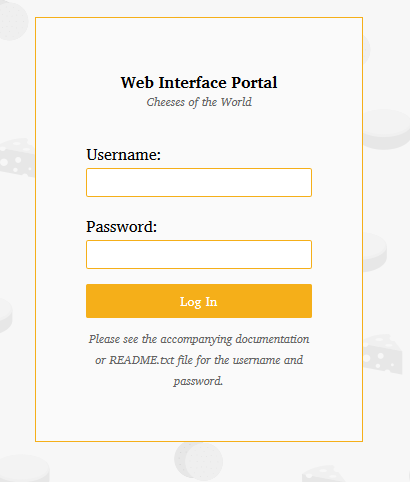 Web Interface Portal
Cheeses of the World
Username:
Password:
Log In
Please see the accompanying documentation
or README.txt file for the username and
password.